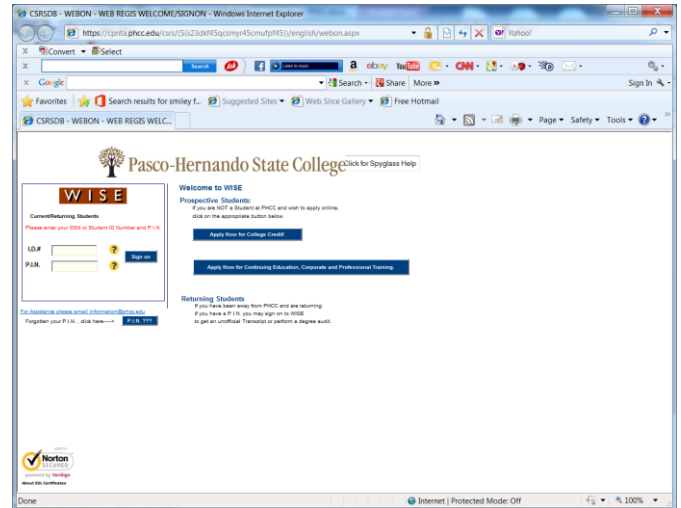 CSRSDB - WEBON - WEB REGIS WELCOME/SIGNON - Windows Internet Explorer
https://cpnta.phcc.edu/csrs/(S(s23dkf45qcsmyr45cmufpf45))/english/webon.aspx
Yahoo!
x Convert Select
x Search Ask Listen to music a ebay You Tube CNN
x Google Search Share More » Sign In
Favorites Search results for smiley f... Suggested Sites Web Slice Gallery Free Hotmail
CSRSDB - WEBON - WEB REGIS WELC... Page Safety Tools
Pasco-Hernando State College Click for Spyglass Help
WISE
Current/Returning Students
Please enter your SSN or Student ID Number and P.I.N.
I.D.#
P.I.N.
Sign on
For Assistance please email information@phcc.edu
Forgotten your P.I.N., click here----> P.I.N. ???
Welcome to WISE
Prospective Students:
If you are NOT a Student at PHCC and wish to apply online,
click on the appropriate button below.
Apply Now for College Credit!
Apply Now for Continuing Education, Corporate and Professional Training.
Returning Students
If you have been away from PHCC and are returning
if you have a P.I.N. you may sign on to WISE
to get an unofficial Transcript or perform a degree audit
Norton
SECURED
powered by VeriSign
About SSL Certificates
Done Internet | Protected Mode: Off 100%